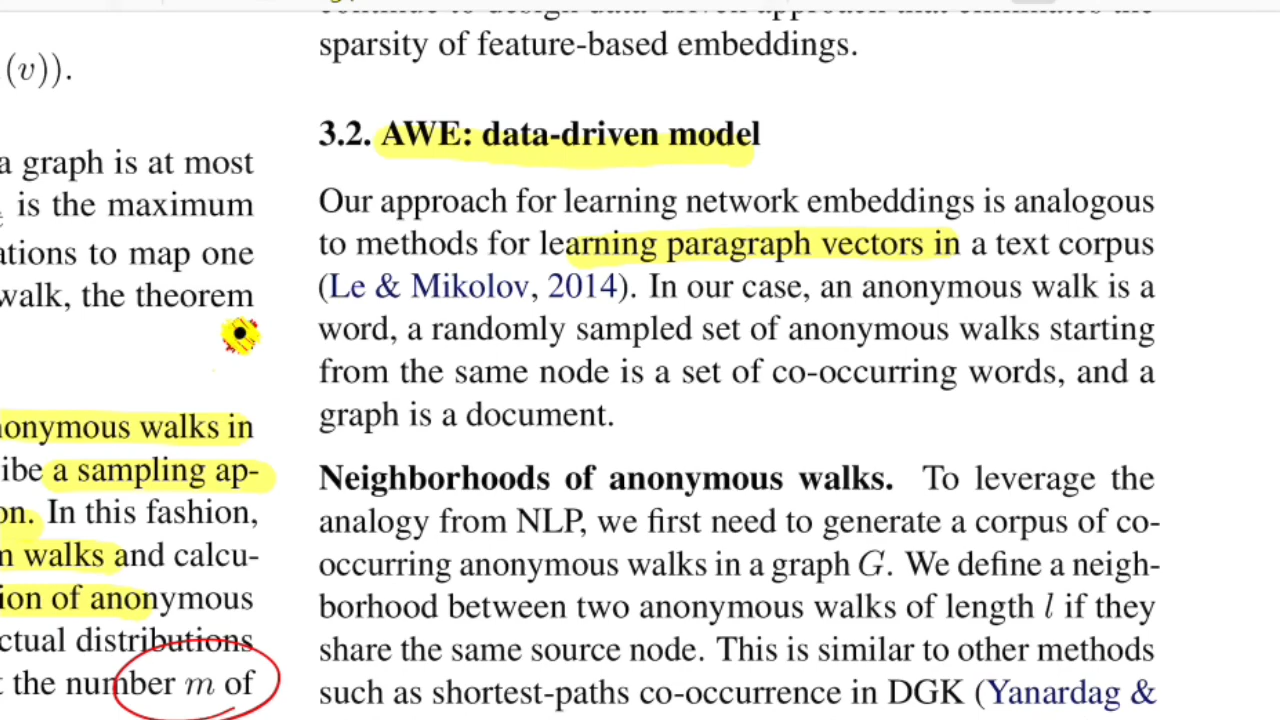 (v)).
a graph is at most
is the maximum
ations to map one
walk, the theorem
onymous walks in
ibe a sampling ap-
on. In this fashion,
walks and calcu-
ion of anonymous
ctual distributions
the number m of
sparsity of feature-based embeddings.
3.2. AWE: data-driven model
Our approach for learning network embeddings is analogous
to methods for learning paragraph vectors in a text corpus
(Le & Mikolov, 2014). In our case, an anonymous walk is a
word, a randomly sampled set of anonymous walks starting
from the same node is a set of co-occurring words, and a
graph is a document.
Neighborhoods of anonymous walks. To leverage the
analogy from NLP, we first need to generate a corpus of co-
occurring anonymous walks in a graph G. We define a neigh-
borhood between two anonymous walks of length l if they
share the same source node. This is similar to other methods
such as shortest-paths co-occurrence in DGK (Yanardag &